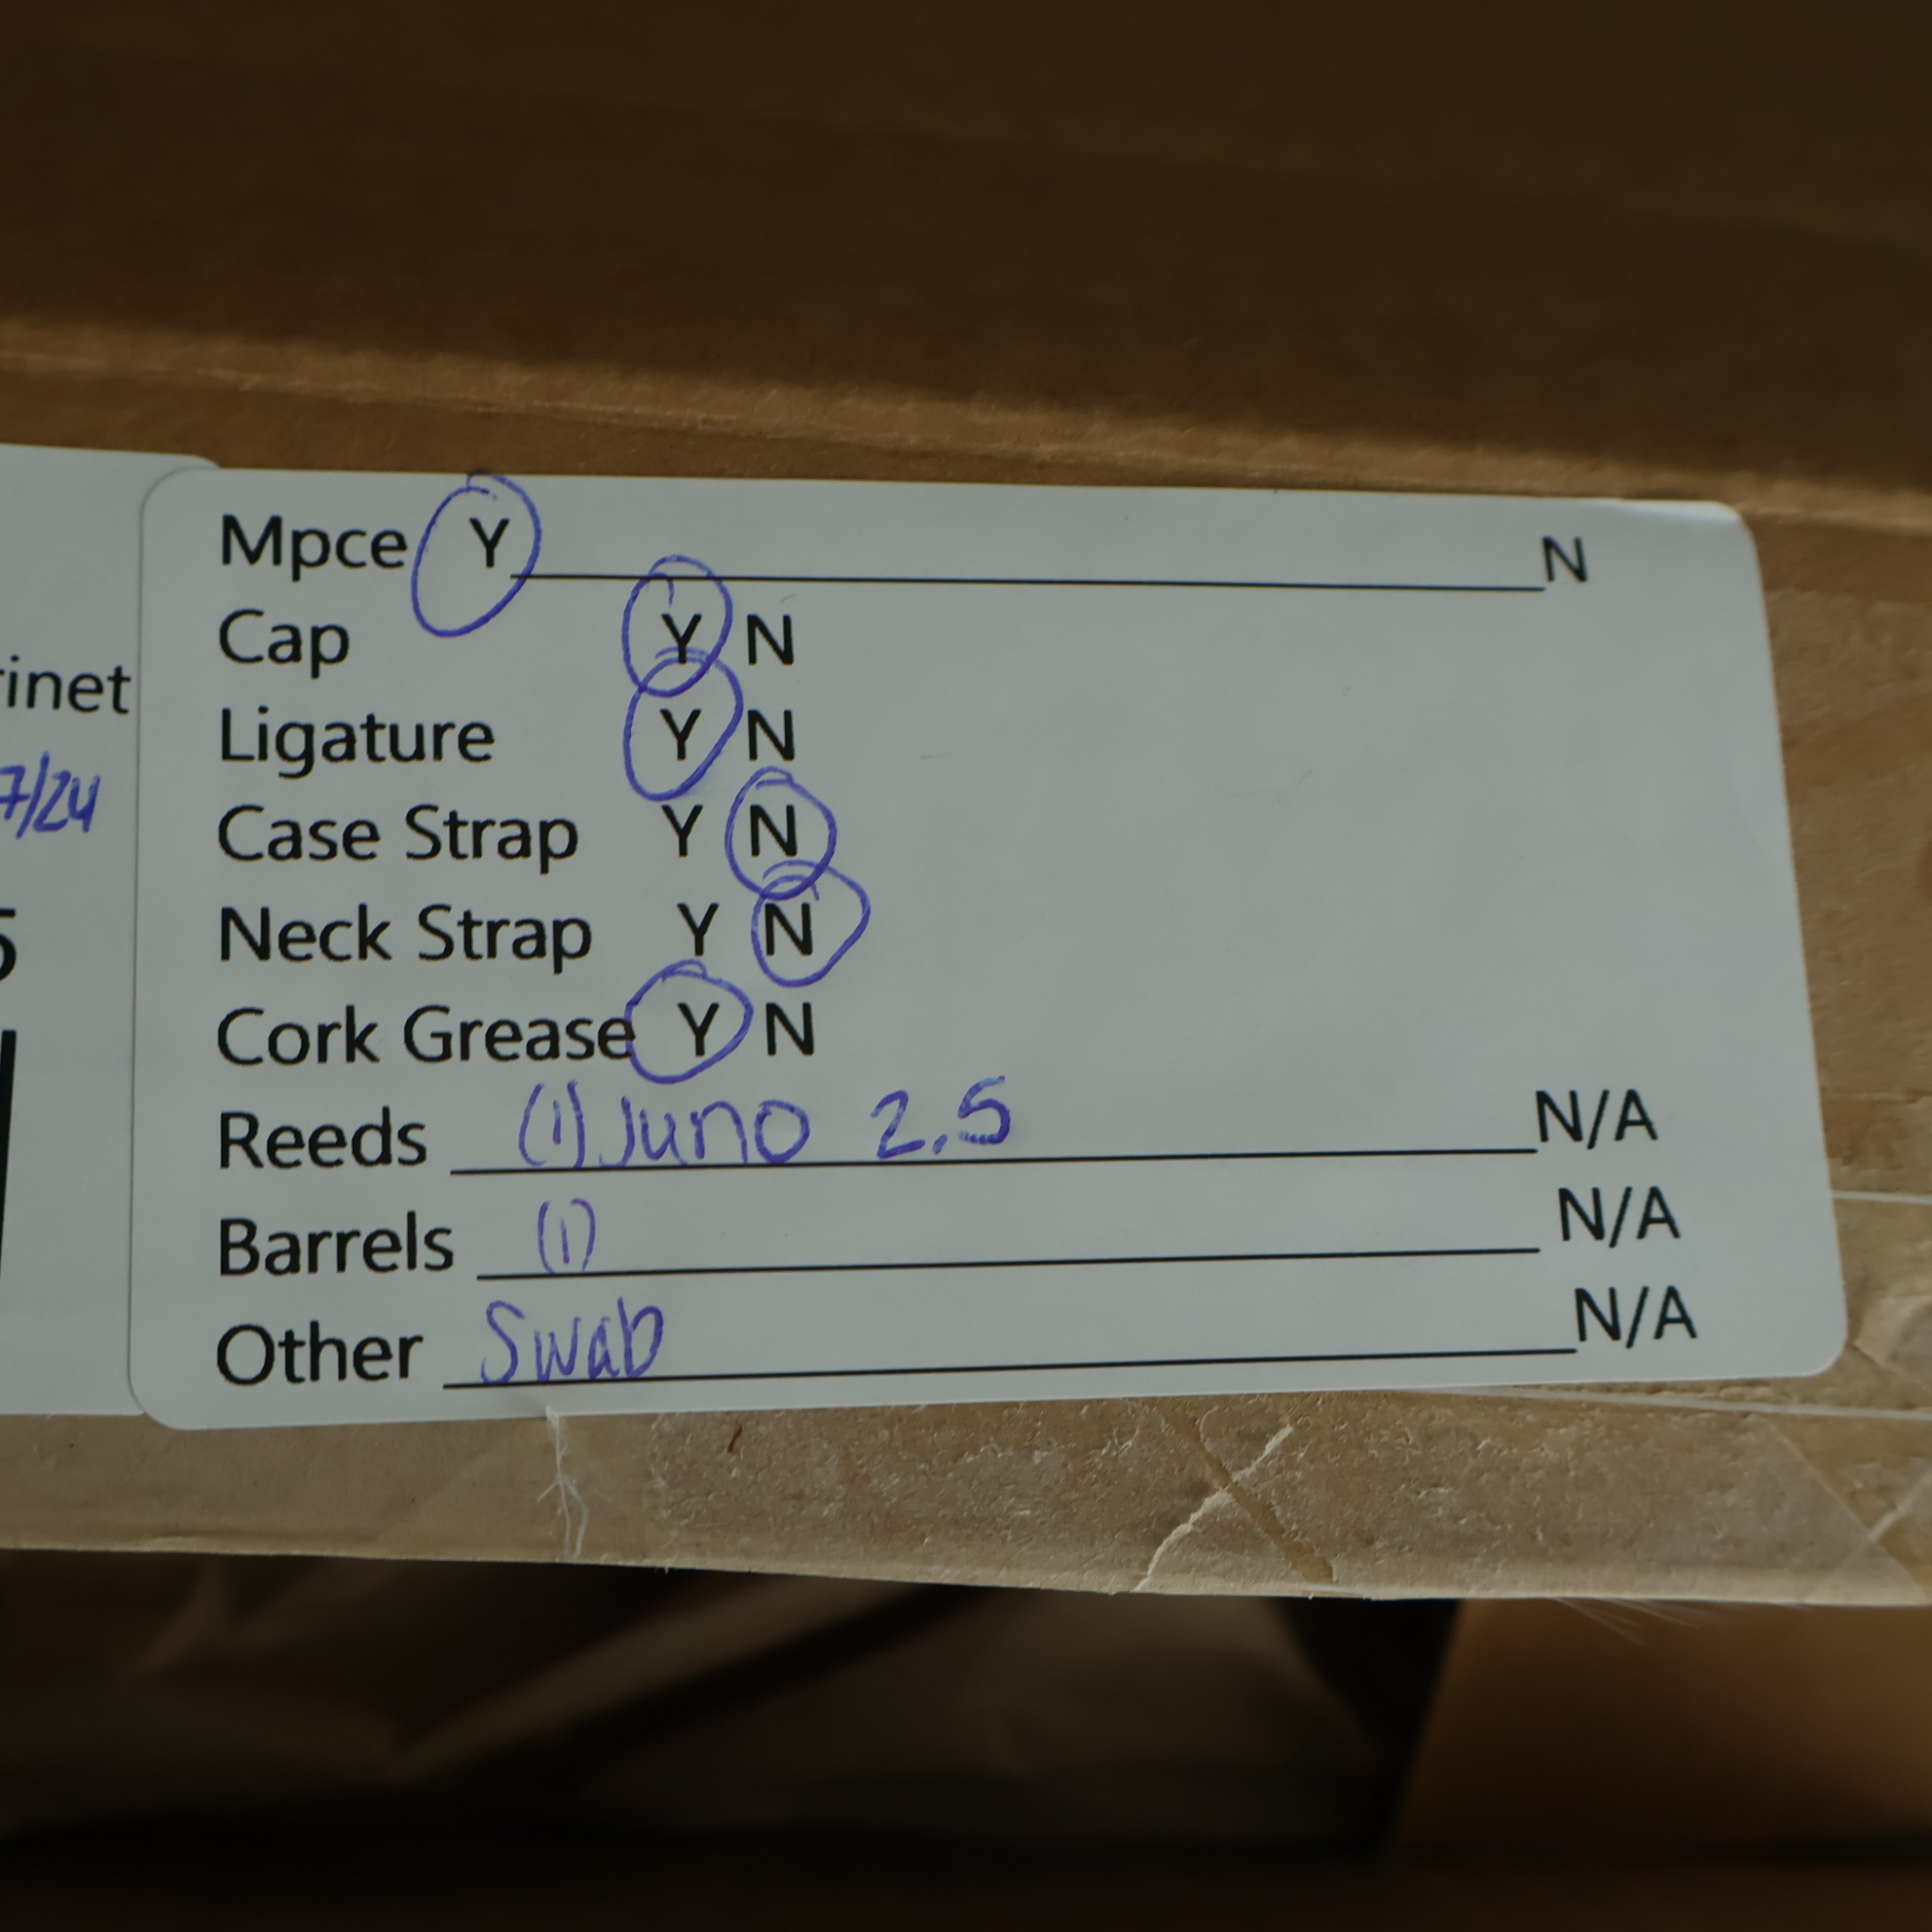 Mpce Y N
Cap Y N
Ligature Y N
Case Strap Y N
Neck Strap Y N
Cork Grease Y N
Reeds (1) Juno 2.5 N/A
Barrels (1) N/A
Other Swab N/A
inet
7/24
5